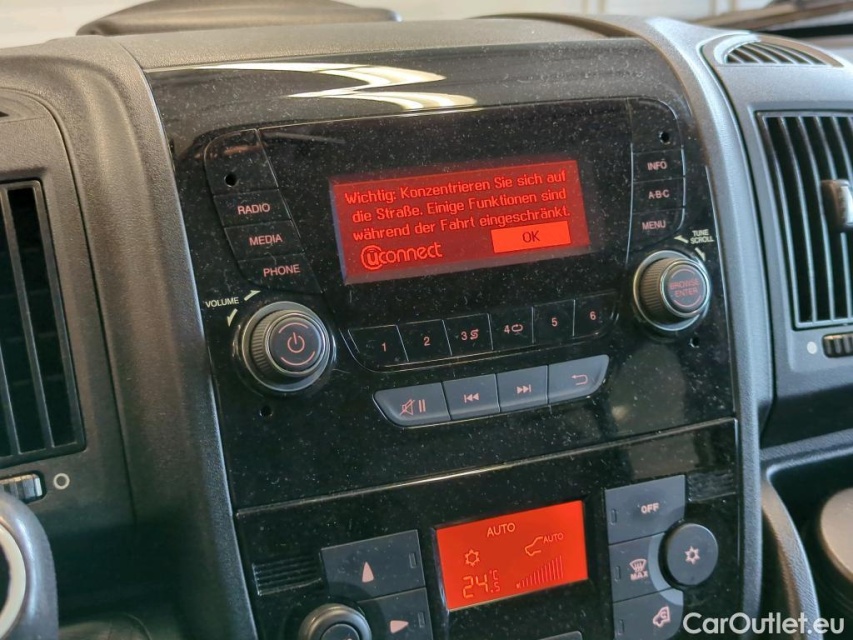 Wichtig: Konzentrieren Sie sich auf
die Straße. Einige Funktionen sind
während der Fahrt eingeschränkt.
uconnect
OK
RADIO
MEDIA
PHONE
INFO
A-B-C
MENU
VOLUME
TUNE
SCROLL
BROWSE
ENTER
1 2 3 4 5 6
OFF
AUTO
AUTO
24.5 °C
MAX
CarOutlet.eu